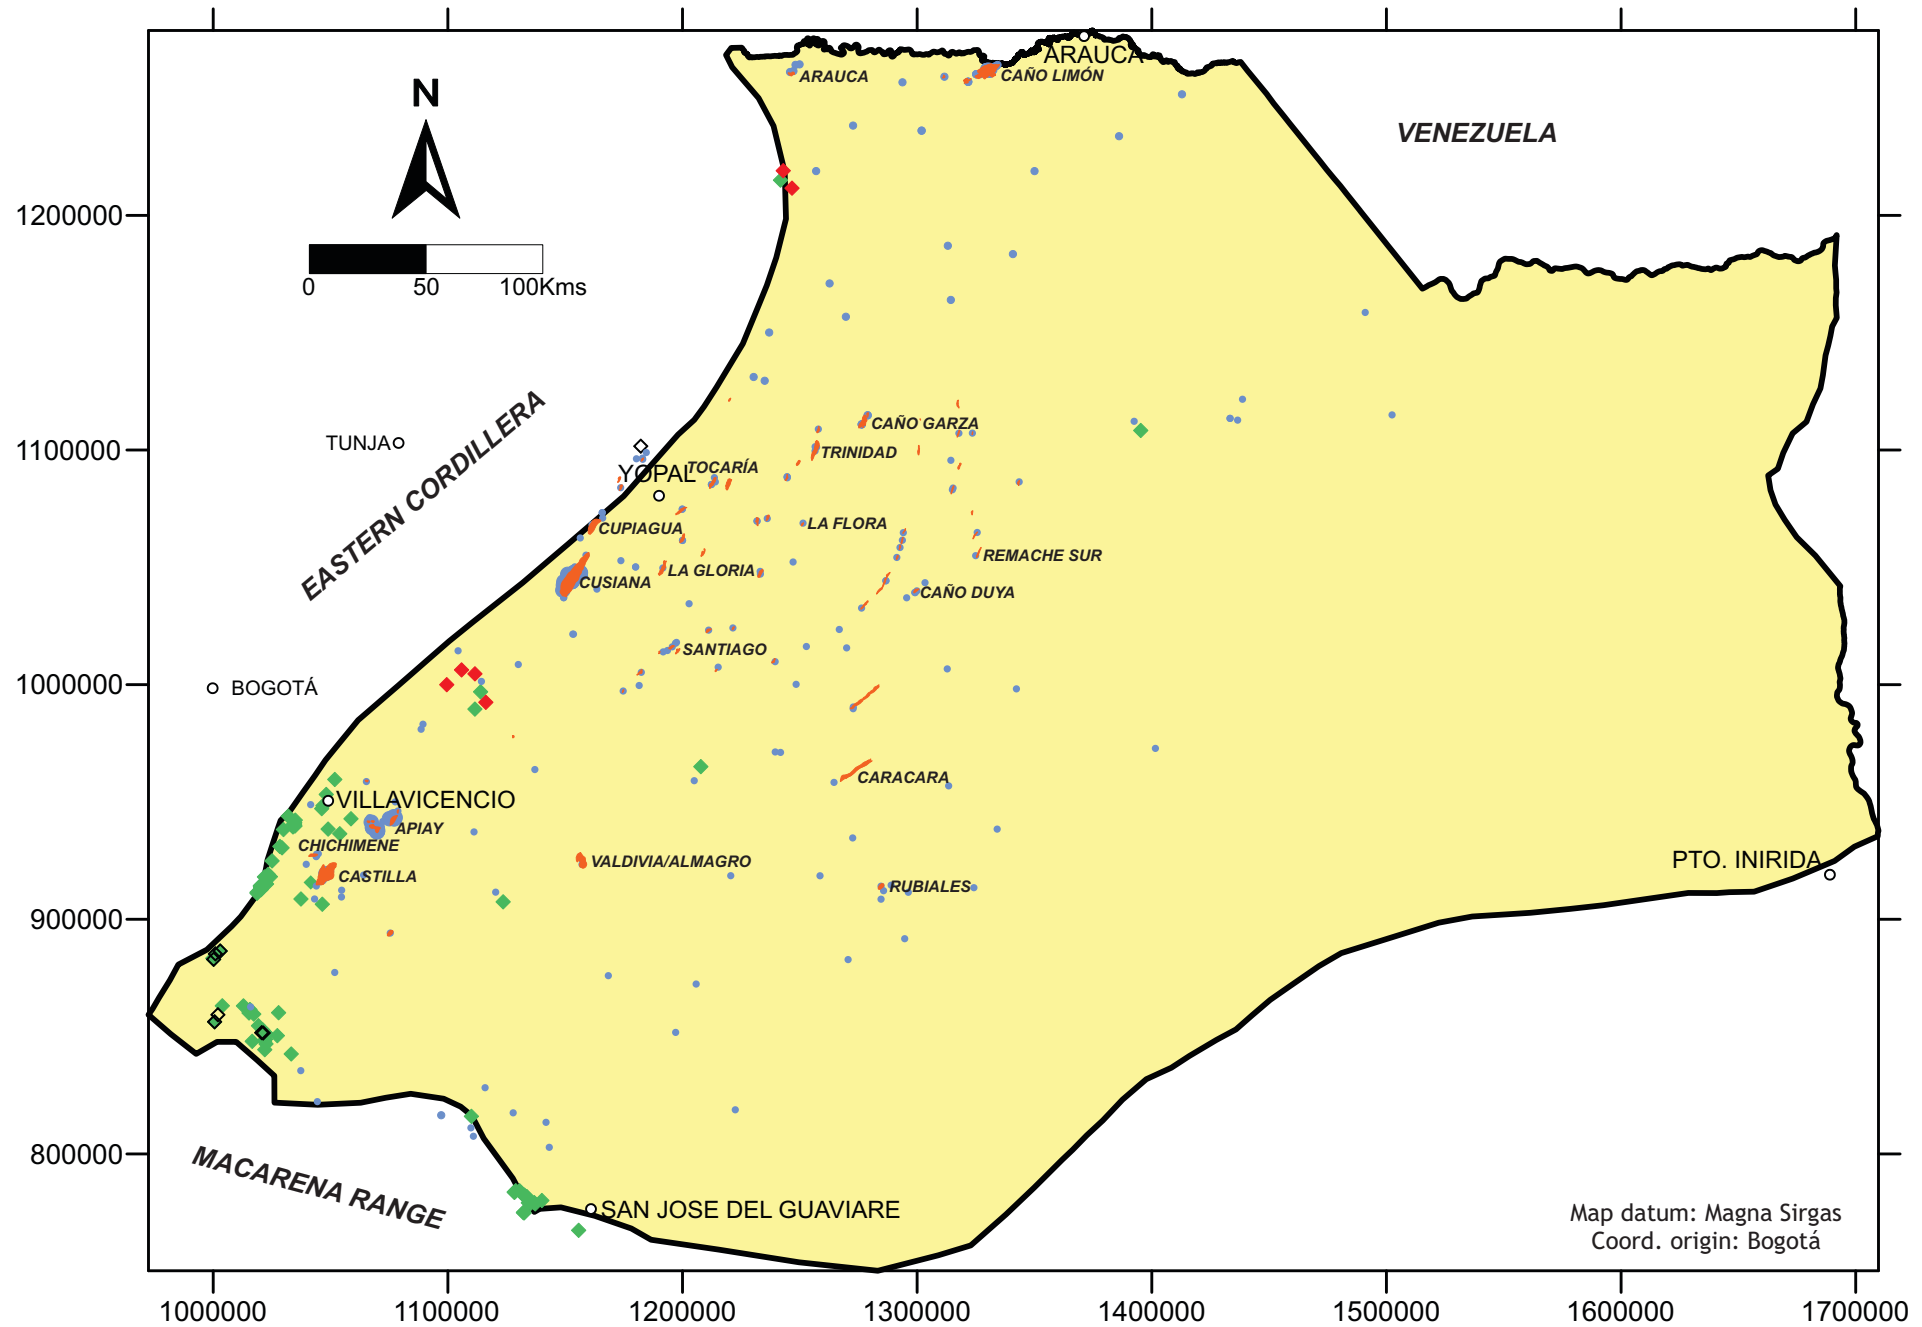 ARAUCA
ARAUCA
CAÑO LIMÓN
N
VENEZUELA
1200000
0 50 100Kms
EASTERN CORDILLERA
TUNJA
CAÑO GARZA
1100000
TRINIDAD
YOPAL
TOCARÍA
CUPIAGUA
LA FLORA
REMACHE SUR
LA GLORIA
CUSIANA
CAÑO DUYA
SANTIAGO
1000000
BOGOTÁ
CARACARA
VILLAVICENCIO
APIAY
CHICHIMENE
VALDIVIA/ALMAGRO
PTO. INIRIDA
CASTILLA
RUBIALES
900000
800000
MACARENA RANGE
SAN JOSE DEL GUAVIARE
Map datum: Magna Sirgas
Coord. origin: Bogotá
1000000 1100000 1200000 1300000 1400000 1500000 1600000 1700000